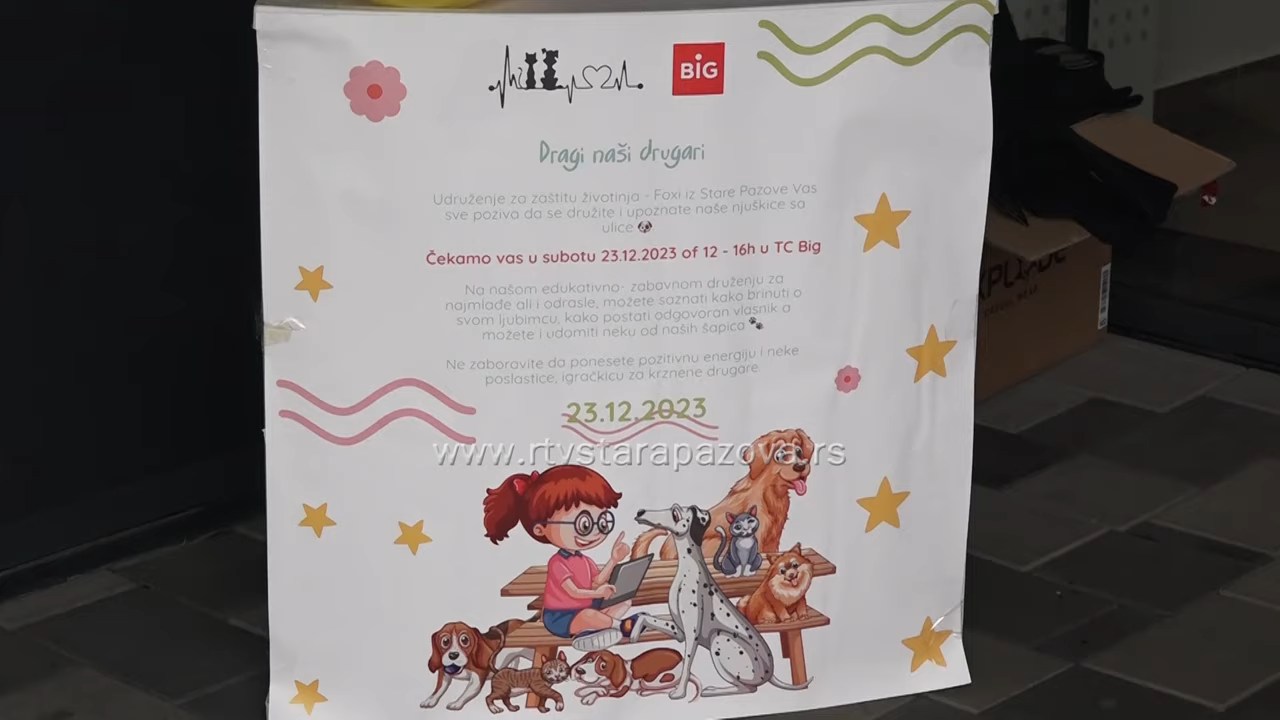 BIG
Dragi naši drugari
Udruženje za zaštitu životinja - Foxi iz Stare Pazove Vas
sve poziva da se družite i upoznate naše njuškice sa
ulice
Čekamo vas u subotu 23.12.2023 of 12 - 16h u TC Big
Na našom edukativno-, zabavnom druženju za
najmlađe ali i odrasle, možete saznati kako brinuti o
svom ljubimcu, kako postati odgovoran vlasnik a
možete i udomiti neku od naših šapica
Ne zaboravite da ponesete pozitivnu energiju i neke
poslastice, igračkicu za krznene drugare
23.12.2023
www.rtvstarapazova.rs